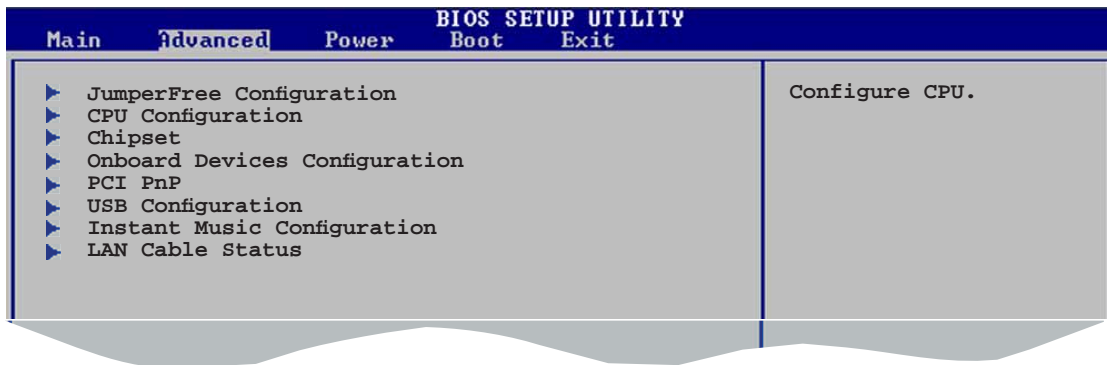 BIOS SETUP UTILITY
Main Advanced Power Boot Exit
JumperFree Configuration
CPU Configuration
Chipset
Onboard Devices Configuration
PCI PnP
USB Configuration
Instant Music Configuration
LAN Cable Status
Configure CPU.